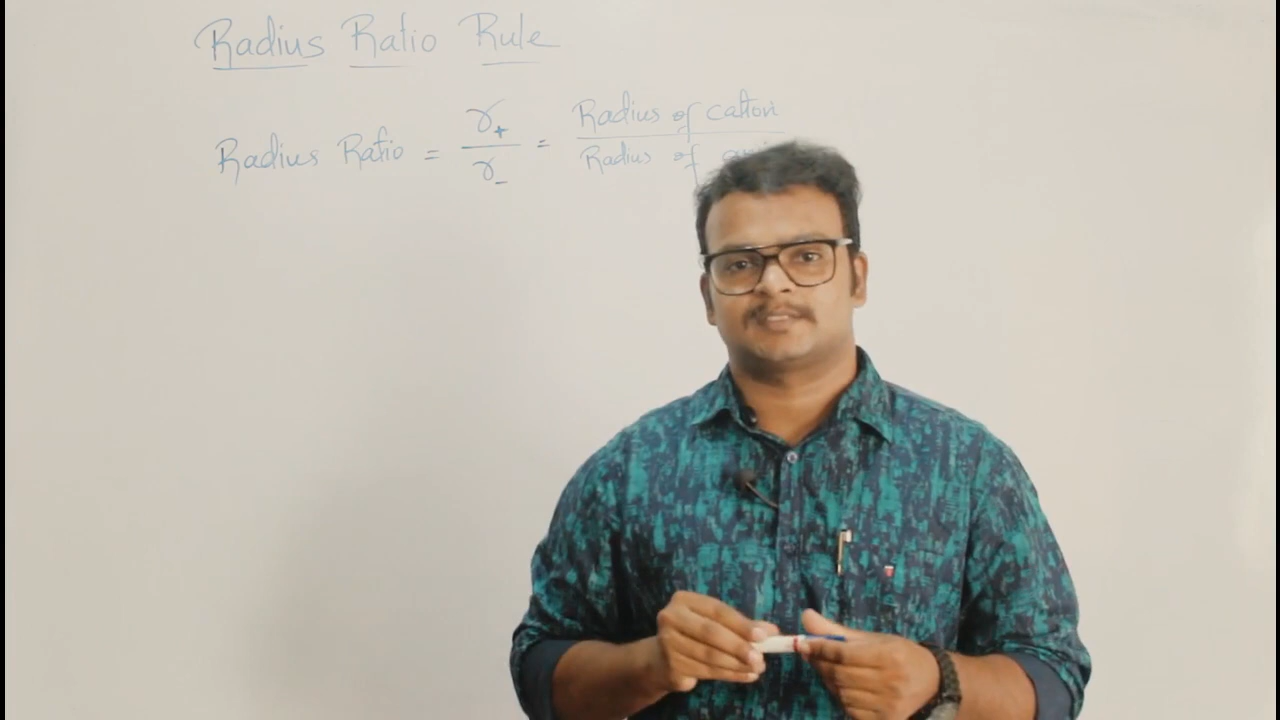 Radius Ratio Rule
Radius Ratio = r₊/r₋ = Radius of cation / Radius of